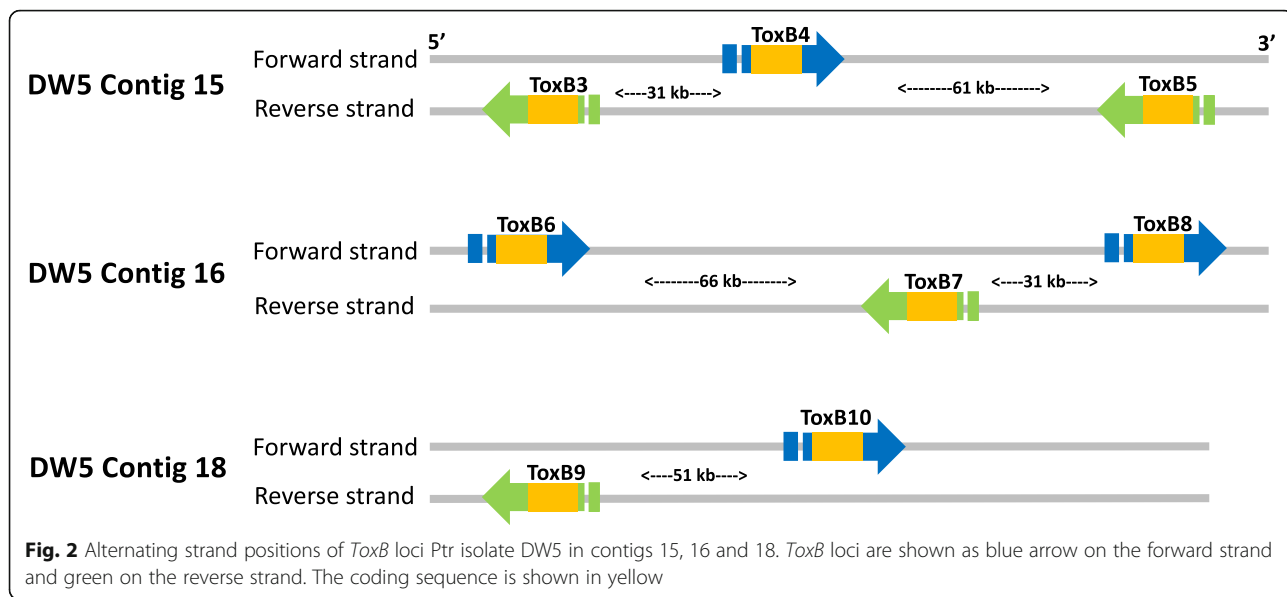 5’ 3’
ToxB4
Forward strand
DW5 Contig 15
ToxB3 <----31 kb----> <--------61 kb--------> ToxB5
Reverse strand
ToxB6 ToxB8
Forward strand
DW5 Contig 16
<--------66 kb--------> ToxB7 <----31 kb---->
Reverse strand
ToxB10
Forward strand
DW5 Contig 18
ToxB9 <----51 kb---->
Reverse strand
Fig. 2 Alternating strand positions of ToxB loci Ptr isolate DW5 in contigs 15, 16 and 18. ToxB loci are shown as blue arrow on the forward strand
and green on the reverse strand. The coding sequence is shown in yellow